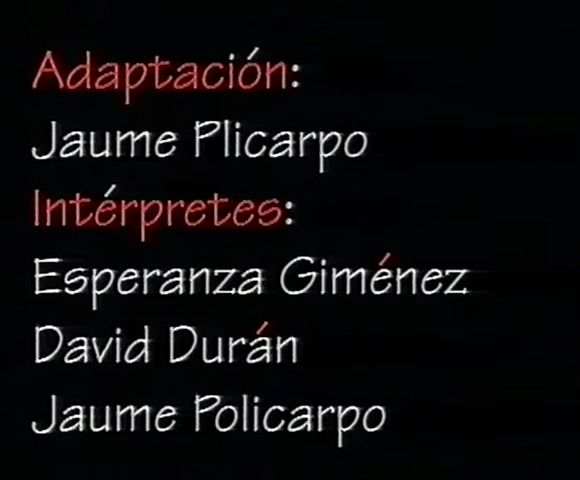 Adaptación:
Jaume Plicarpo
Intérpretes:
Esperanza Giménez
David Durán
Jaume Policarpo